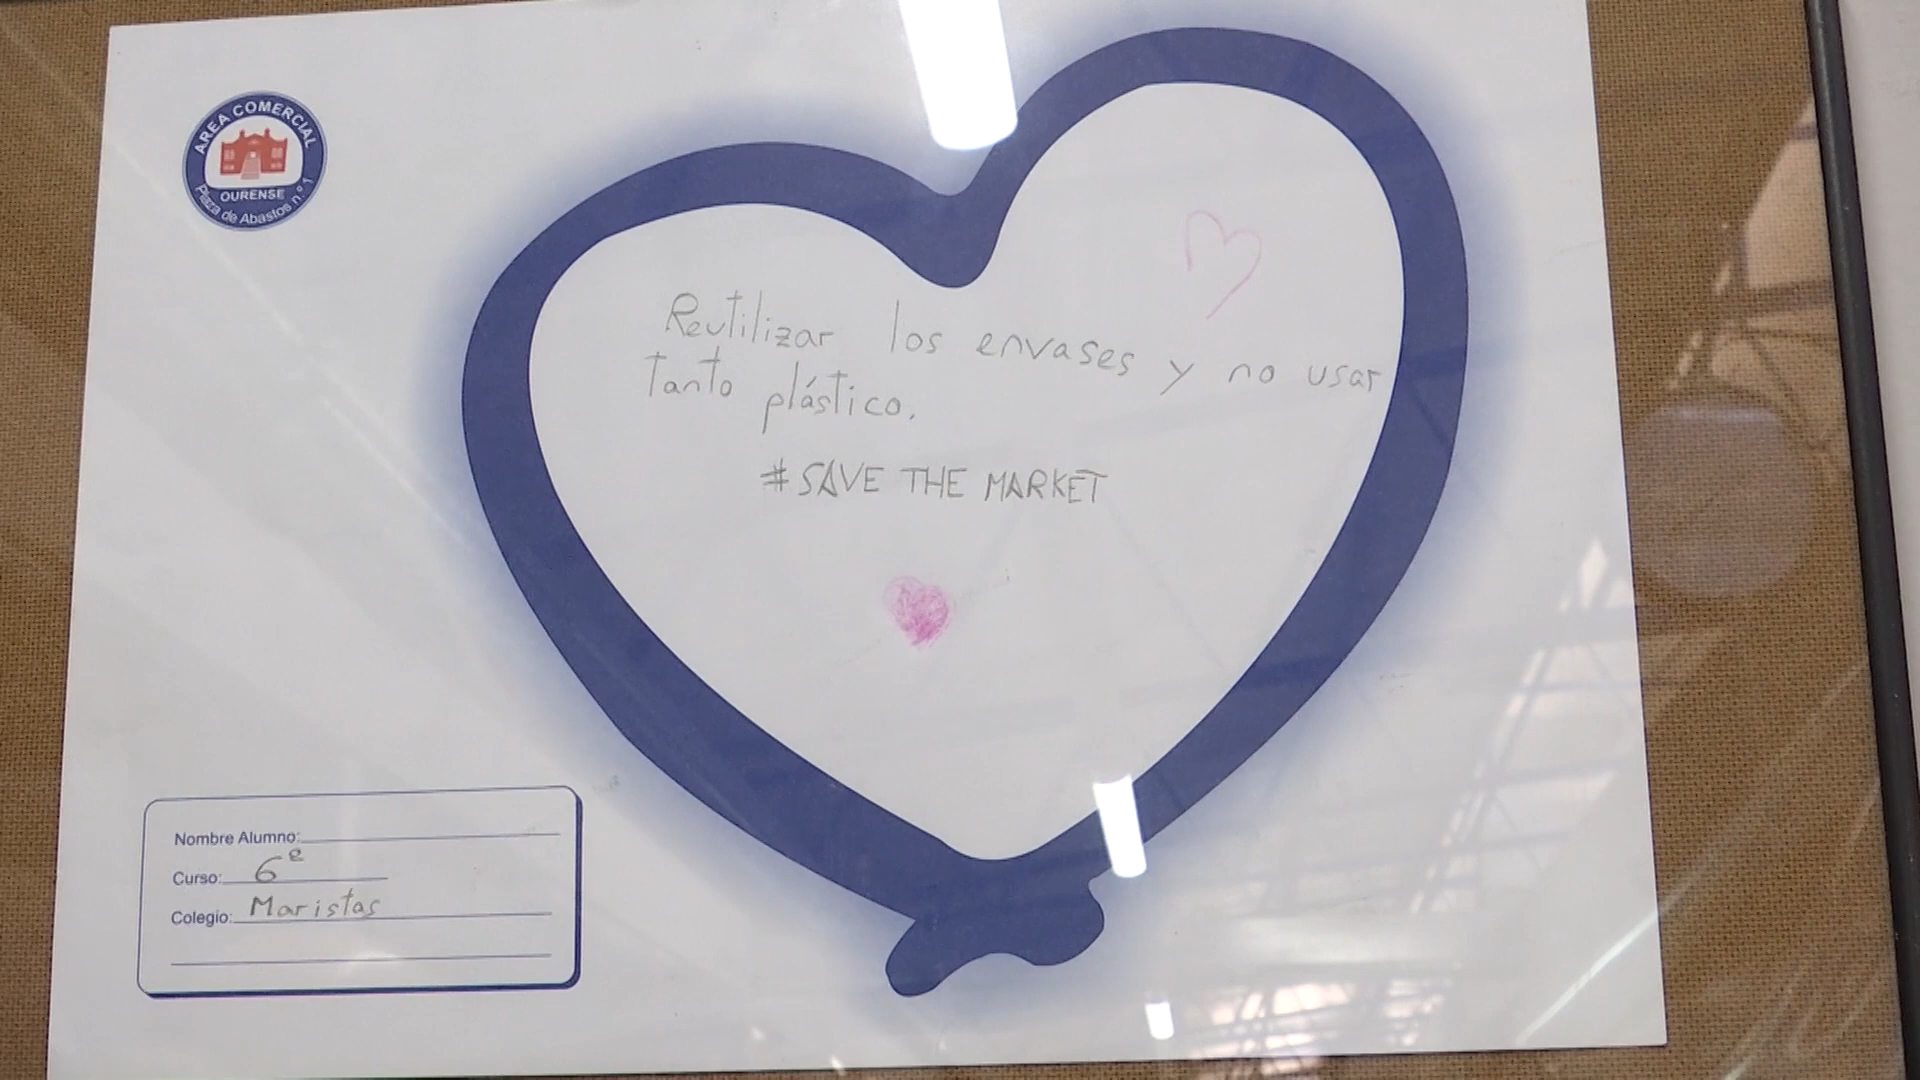 AREA COMERCIAL
OURENSE
Plaza de Abastos n.º 1
Reutilizar los envases y no usar
tanto plástico.
#SAVE THE MARKET
Nombre Alumno:
Curso: 6º
Colegio: Maristas